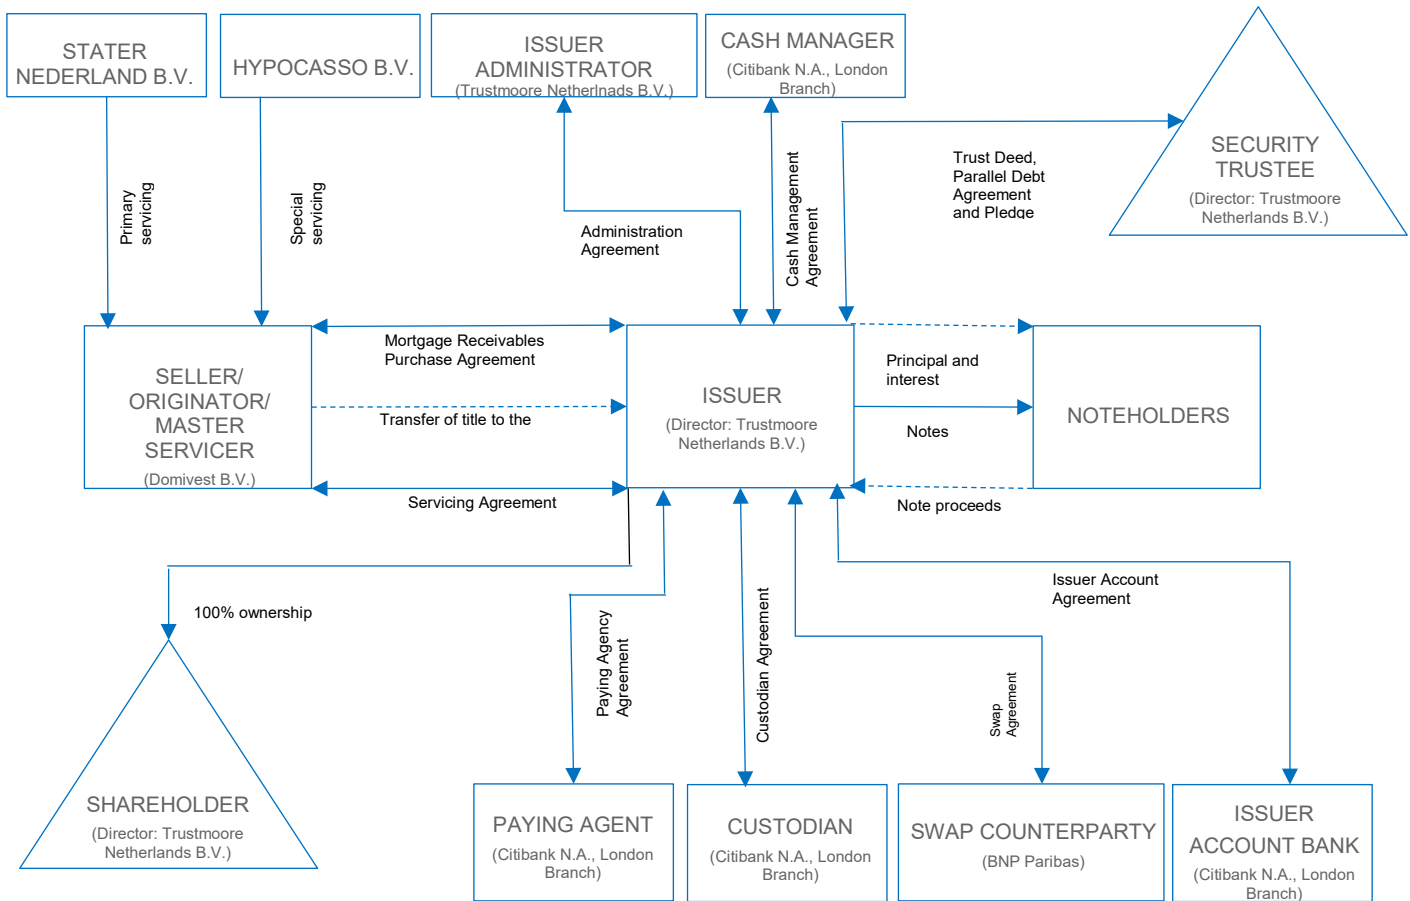 STATER
NEDERLAND B.V.
HYPOCASSO B.V.
ISSUER
ADMINISTRATOR
(Trustmoore Netherlnads B.V.)
CASH MANAGER
(Citibank N.A., London
Branch)
SECURITY
TRUSTEE
(Director: Trustmoore
Netherlands B.V.)
Primary
servicing
Special
servicing
Administration
Agreement
Cash Management
Agreement
Trust Deed,
Parallel Debt
Agreement
and Pledge
SELLER/
ORIGINATOR/
MASTER
SERVICER
(Domivest B.V.)
Mortgage Receivables
Purchase Agreement
Transfer of title to the
Servicing Agreement
ISSUER
(Director: Trustmoore
Netherlands B.V.)
Principal and
interest
Notes
Note proceeds
NOTEHOLDERS
100% ownership
Paying Agency
Agreement
Custodian Agreement
Swap
Agreement
Issuer Account
Agreement
SHAREHOLDER
(Director: Trustmoore
Netherlands B.V.)
PAYING AGENT
(Citibank N.A., London
Branch)
CUSTODIAN
(Citibank N.A., London
Branch)
SWAP COUNTERPARTY
(BNP Paribas)
ISSUER
ACCOUNT BANK
(Citibank N.A., London
Branch)